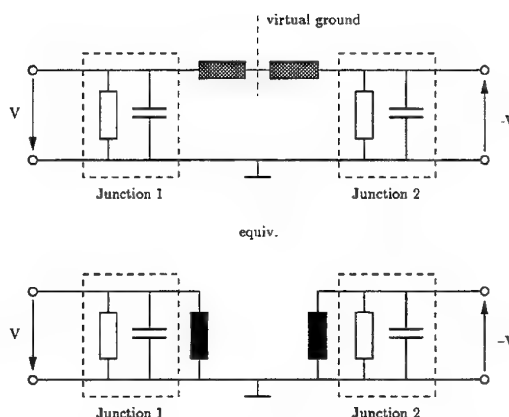 virtual ground
V
-V
Junction 1
Junction 2
equiv.
V
-V
Junction 1
Junction 2